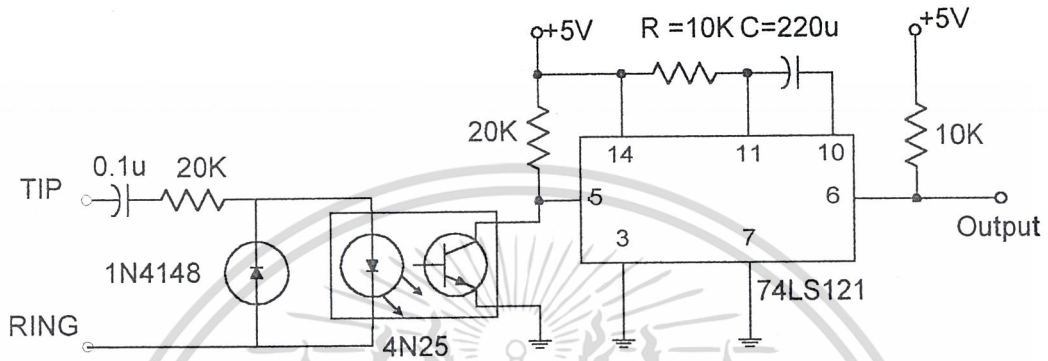 +5V
R =10K C=220u
+5V
20K
14
11
10
10K
0.1u
20K
TIP
5
6
Output
3
7
1N4148
74LS121
RING
4N25